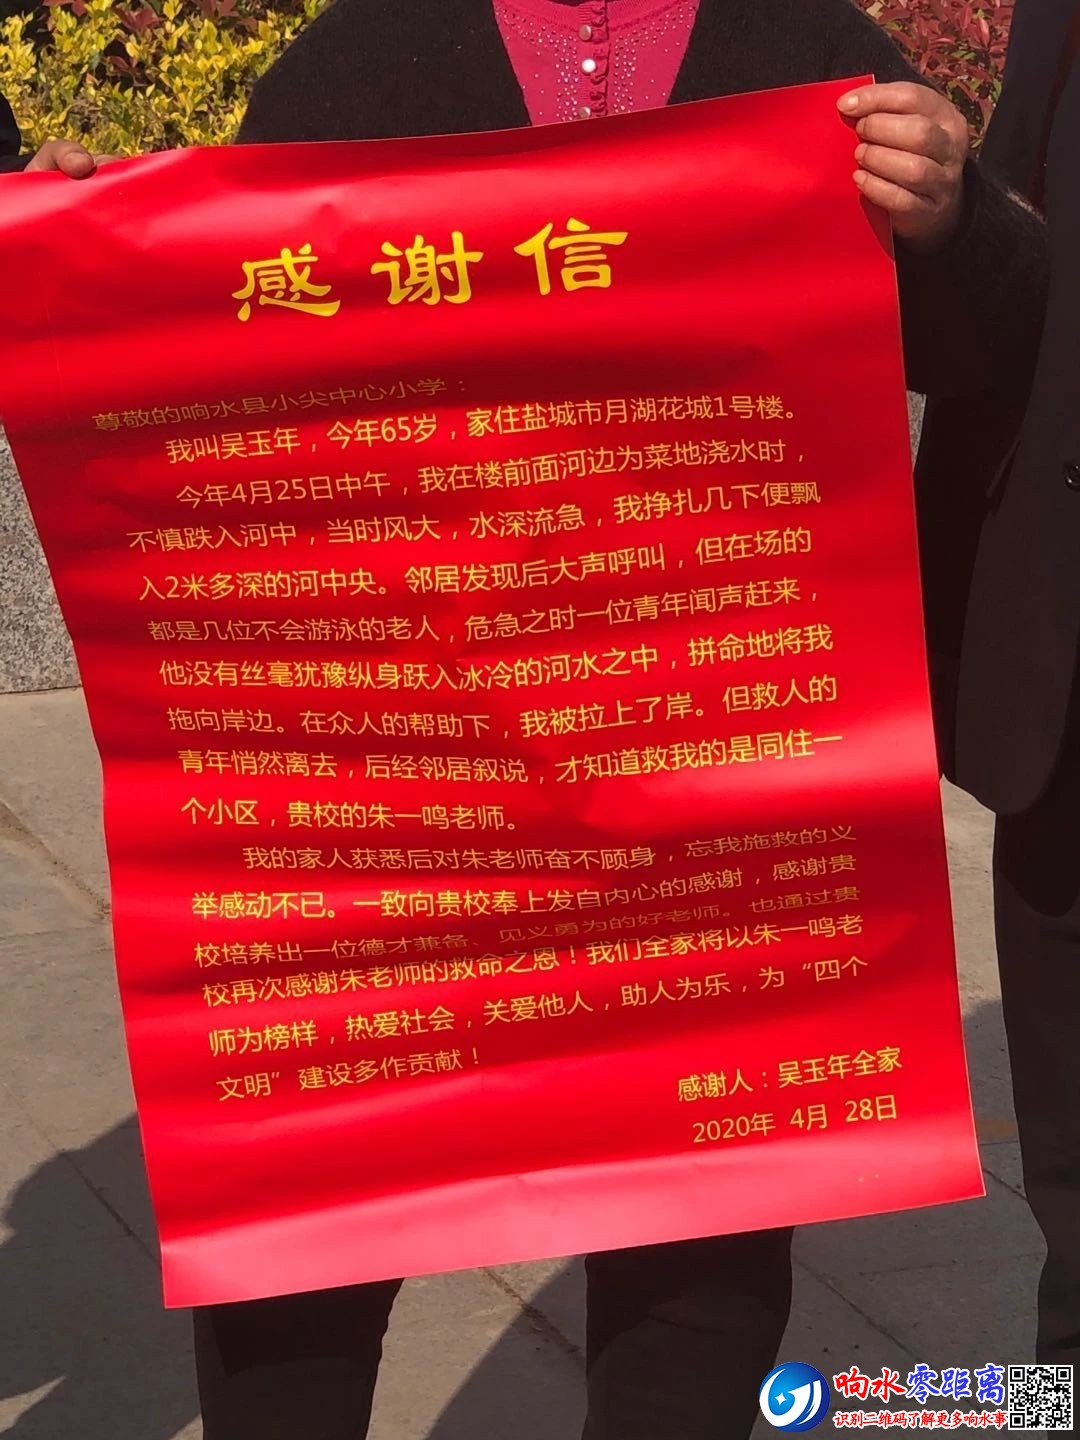 感谢信
尊敬的响水县小尖中心小学：
我叫吴玉年，今年65岁，家住盐城市月湖花城1号楼。
今年4月25日中午，我在楼前面河边为菜地浇水时，
不慎跌入河中，当时风大，水深流急，我挣扎几下便飘
入2米多深的河中央。邻居发现后大声呼叫，但在场的
都是几位不会游泳的老人，危急之时一位青年闻声赶来，
他没有丝毫犹豫纵身跃入冰冷的河水之中，拼命地将我
拖向岸边。在众人的帮助下，我被拉上了岸。但救人的
青年悄然离去，后经邻居叙说，才知道救我的是同住一
个小区，贵校的朱一鸣老师。
我的家人获悉后对朱老师奋不顾身，忘我施救的义
举感动不已。一致向贵校奉上发自内心的感谢，感谢贵
校培养出一位德才兼备、见义勇为的好老师。也通过贵
校再次感谢朱老师的救命之恩！我们全家将以朱一鸣老
师为榜样，热爱社会，关爱他人，助人为乐，为“四个
文明”建设多作贡献！
感谢人：吴玉年全家
2020年 4月 28日
响水零距离
识别二维码了解更多响水事